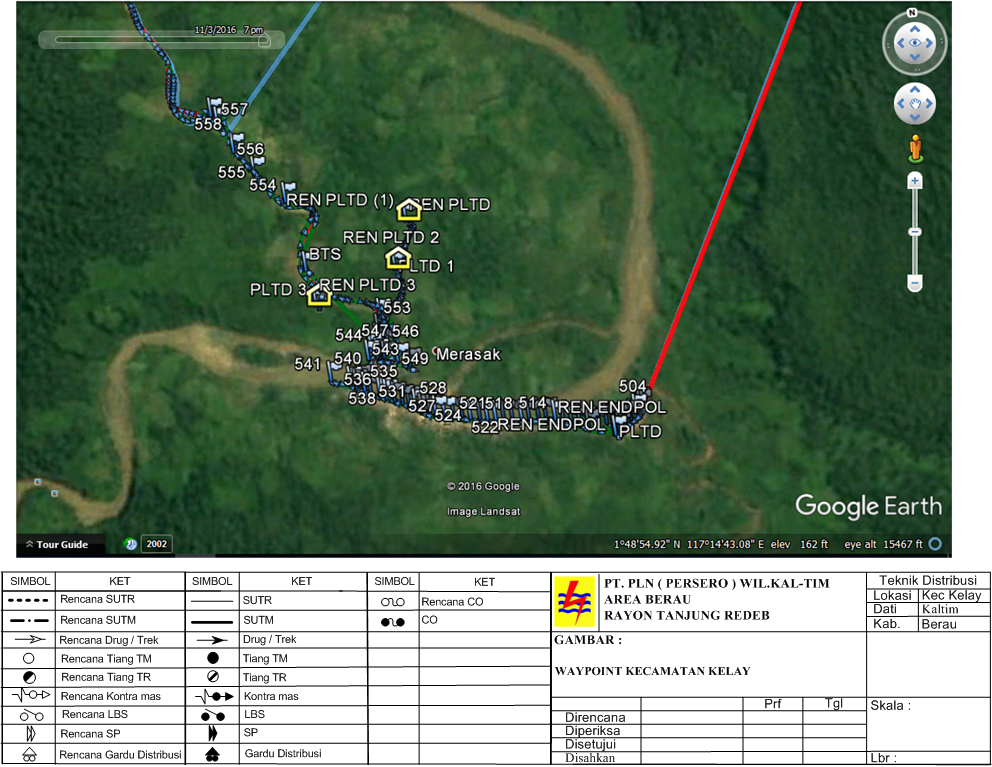 11/3/2016 7 pm
N
557
558
556
555
554
REN PLTD (1)
REN PLTD
REN PLTD 2
BTS
LTD 1
PLTD 3
REN PLTD 3
553
544
547
546
543
549
Merasak
541
540
535
536
531
528
504
538
527
521
518
514
REN ENDPOL
524
522
REN ENDPOL
PLTD
© 2016 Google
Image Landsat
Google Earth
Tour Guide
2002
1°48'54.92" N 117°14'43.08" E elev 162 ft eye alt 15467 ft
SIMBOL KET SIMBOL KET SIMBOL KET
Rencana SUTR SUTR Rencana CO
Rencana SUTM SUTM CO
Rencana Drug / Trek Drug / Trek
Rencana Tiang TM Tiang TM
Rencana Tiang TR Tiang TR
Rencana Kontra mas Kontra mas
Rencana LBS LBS
Rencana SP SP
Rencana Gardu Distribusi Gardu Distribusi
PT. PLN ( PERSERO ) WIL.KAL-TIM
AREA BERAU
RAYON TANJUNG REDEB
GAMBAR :
WAYPOINT KECAMATAN KELAY
Prf Tgl
Direncana
Diperiksa
Disetujui
Disahkan
Teknik Distribusi
Lokasi Kec Kelay
Dati Kaltim
Kab. Berau
Skala :
Lbr :